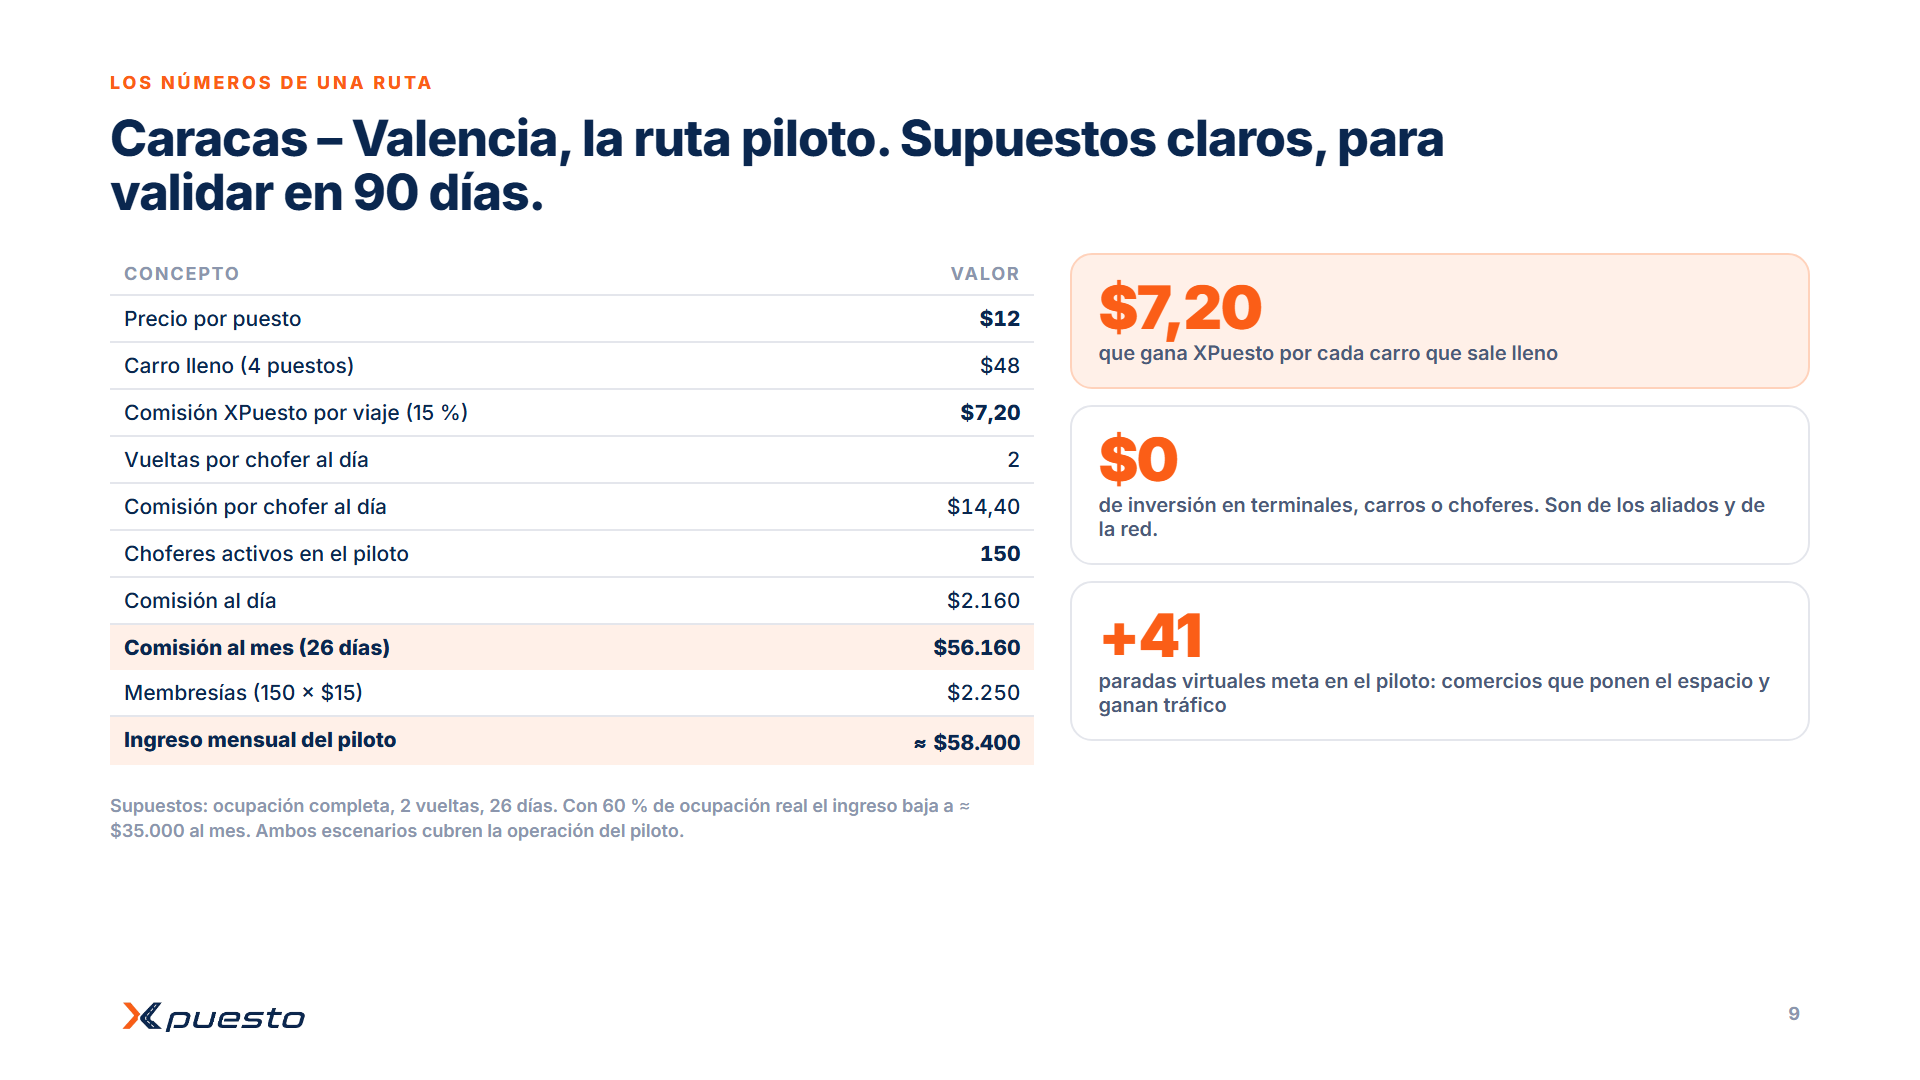 LOS NÚMEROS DE UNA RUTA
Caracas – Valencia, la ruta piloto. Supuestos claros, para
validar en 90 días.
CONCEPTO VALOR
Precio por puesto $12
Carro lleno (4 puestos) $48
Comisión XPuesto por viaje (15 %) $7,20
Vueltas por chofer al día 2
Comisión por chofer al día $14,40
Choferes activos en el piloto 150
Comisión al día $2.160
Comisión al mes (26 días) $56.160
Membresías (150 × $15) $2.250
Ingreso mensual del piloto ≈ $58.400
Supuestos: ocupación completa, 2 vueltas, 26 días. Con 60 % de ocupación real el ingreso baja a ≈
$35.000 al mes. Ambos escenarios cubren la operación del piloto.
$7,20
que gana XPuesto por cada carro que sale lleno
$0
de inversión en terminales, carros o choferes. Son de los aliados y de
la red.
+41
paradas virtuales meta en el piloto: comercios que ponen el espacio y
ganan tráfico
Xpuesto
9